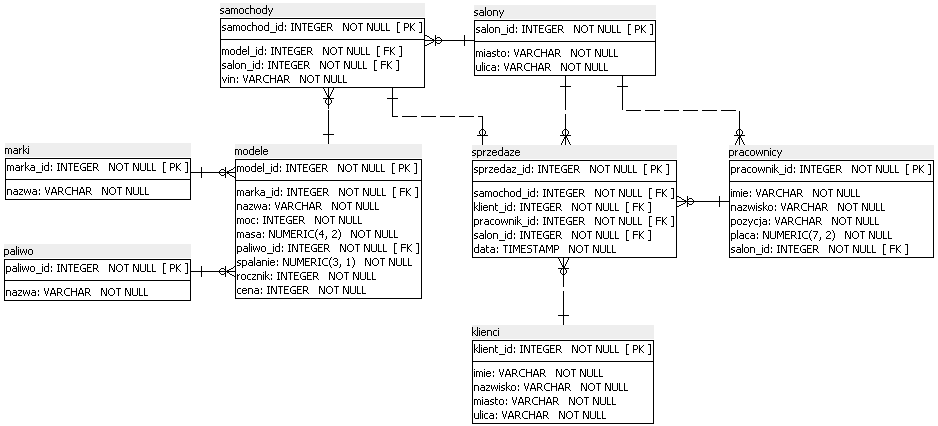 samochody
samochod_id: INTEGER NOT NULL [ PK ]
model_id: INTEGER NOT NULL [ FK ]
salon_id: INTEGER NOT NULL [ FK ]
vin: VARCHAR NOT NULL
salony
salon_id: INTEGER NOT NULL [ PK ]
miasto: VARCHAR NOT NULL
ulica: VARCHAR NOT NULL
marki
marka_id: INTEGER NOT NULL [ PK ]
nazwa: VARCHAR NOT NULL
modele
model_id: INTEGER NOT NULL [ PK ]
marka_id: INTEGER NOT NULL [ FK ]
nazwa: VARCHAR NOT NULL
moc: INTEGER NOT NULL
masa: NUMERIC(4, 2) NOT NULL
paliwo_id: INTEGER NOT NULL [ FK ]
spalanie: NUMERIC(3, 1) NOT NULL
rocznik: INTEGER NOT NULL
cena: INTEGER NOT NULL
sprzedaze
sprzedaz_id: INTEGER NOT NULL [ PK ]
samochod_id: INTEGER NOT NULL [ FK ]
klient_id: INTEGER NOT NULL [ FK ]
pracownik_id: INTEGER NOT NULL [ FK ]
salon_id: INTEGER NOT NULL [ FK ]
data: TIMESTAMP NOT NULL
pracownicy
pracownik_id: INTEGER NOT NULL [ PK ]
imie: VARCHAR NOT NULL
nazwisko: VARCHAR NOT NULL
pozycja: VARCHAR NOT NULL
placa: NUMERIC(7, 2) NOT NULL
salon_id: INTEGER NOT NULL [ FK ]
paliwo
paliwo_id: INTEGER NOT NULL [ PK ]
nazwa: VARCHAR NOT NULL
klienci
klient_id: INTEGER NOT NULL [ PK ]
imie: VARCHAR NOT NULL
nazwisko: VARCHAR NOT NULL
miasto: VARCHAR NOT NULL
ulica: VARCHAR NOT NULL